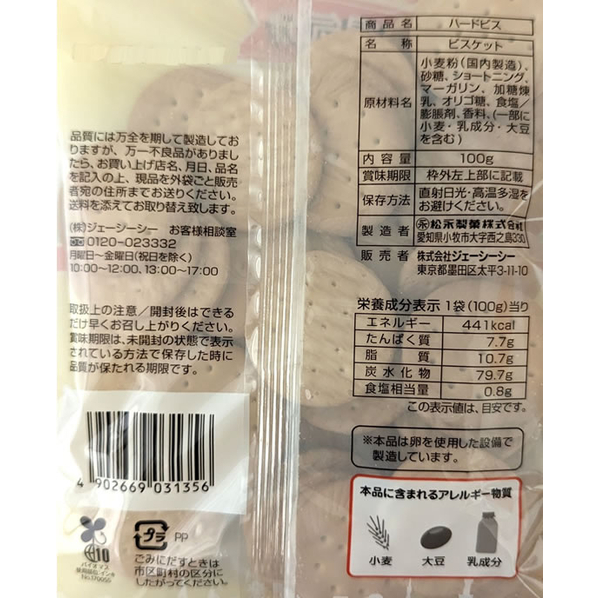 商品名 ハードビス
名称 ビスケット
原材料名 小麦粉(国内製造)、
砂糖、ショートニング、
マーガリン、加糖煉
乳、オリゴ糖、食塩/
膨脹剤、香料、(一部に
小麦・乳成分・大豆
を含む)
内容量 100g
賞味期限 枠外左上部に記載
保存方法 直射日光・高温多湿を
お避けください。
製造者 松永製菓株式会社
愛知県小牧市大字西之島330
販売者 株式会社ジェーシーシー
東京都墨田区太平3-11-10
栄養成分表示 1袋(100g)当り
エネルギー 441kcal
たんぱく質 7.7g
脂質 10.7g
炭水化物 79.7g
食塩相当量 0.8g
この表示値は、目安です。
※本品は卵を使用した設備で
製造しています。
本品に含まれるアレルギー物質
小麦 大豆 乳成分
品質には万全を期して製造してお
りますが、万一不良品がありまし
たら、お買い上げ店名、月日、品名
を記入の上、現品を外袋ごと販売
者宛の住所までお送りください。
送料を添えてお取り替え致します。
(株)ジェーシーシー お客様相談室
0120-023332
月曜日~金曜日(祝日を除く)
10:00~12:00、13:00~17:00
取扱上の注意/開封後はできる
だけ早くお召し上がりください。
賞味期限は、未開封の状態で表示
されている方法で保存した時に
品質が保たれる期限です。
4 902669 031356
10
バイオマス
プラ PP
ごみにだすときは
市区町村の区分に
したがってください。